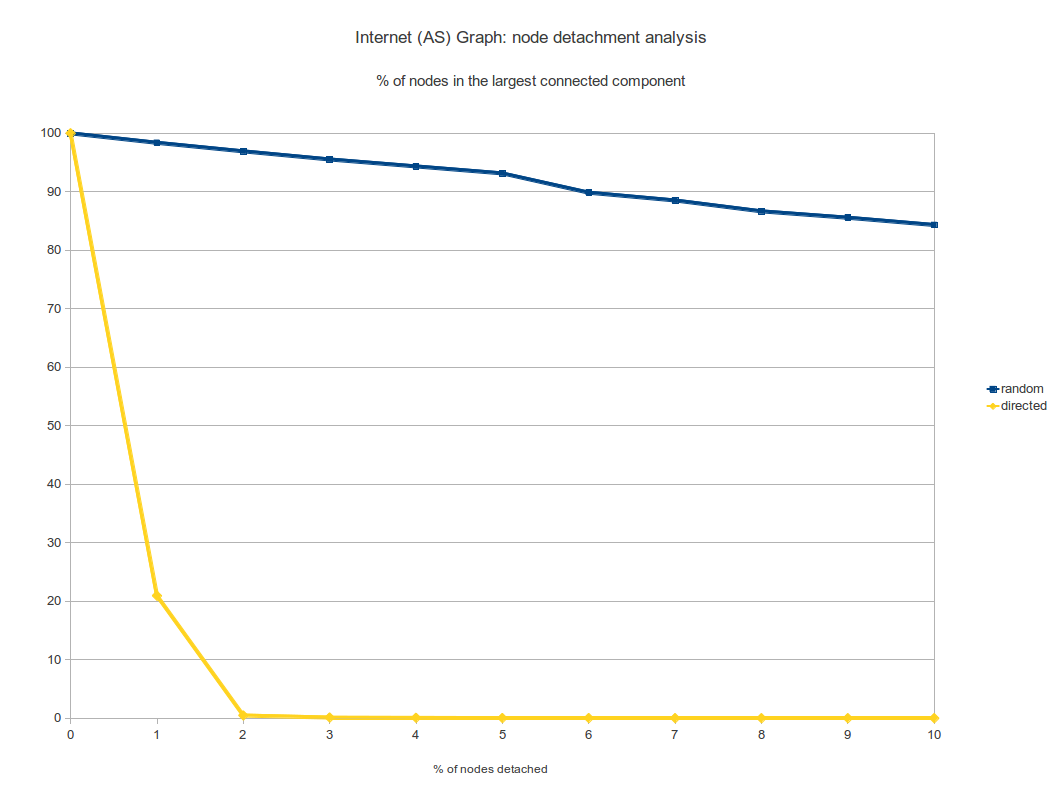 Internet (AS) Graph: node detachment analysis
% of nodes in the largest connected component
100
90
80
70
60
50
40
30
20
10
0
0 1 2 3 4 5 6 7 8 9 10
% of nodes detached
random
directed